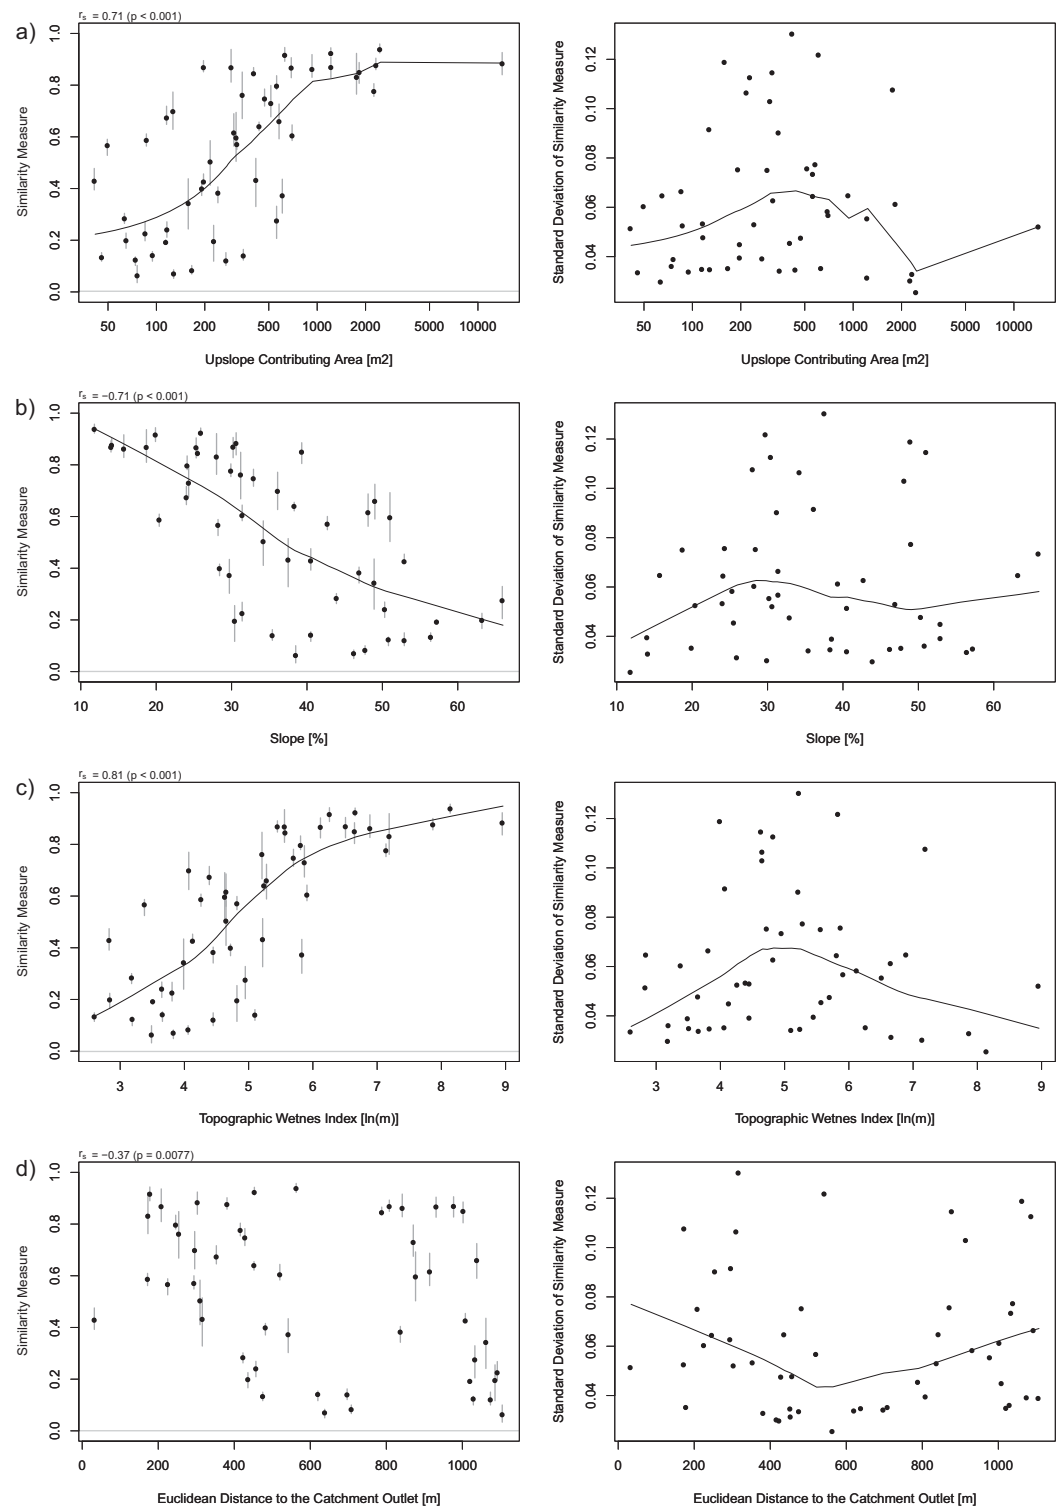 a)
rs = 0.71 (p < 0.001)
Similarity Measure
0.0 0.2 0.4 0.6 0.8 1.0
50 100 200 500 1000 2000 5000 10000
Upslope Contributing Area [m2]
Standard Deviation of Similarity Measure
0.04 0.06 0.08 0.10 0.12
50 100 200 500 1000 2000 5000 10000
Upslope Contributing Area [m2]
b)
rs = −0.71 (p < 0.001)
Similarity Measure
0.0 0.2 0.4 0.6 0.8 1.0
10 20 30 40 50 60
Slope [%]
Standard Deviation of Similarity Measure
0.04 0.06 0.08 0.10 0.12
10 20 30 40 50 60
Slope [%]
c)
rs = 0.81 (p < 0.001)
Similarity Measure
0.0 0.2 0.4 0.6 0.8 1.0
3 4 5 6 7 8 9
Topographic Wetnes Index [ln(m)]
Standard Deviation of Similarity Measure
0.04 0.06 0.08 0.10 0.12
3 4 5 6 7 8 9
Topographic Wetnes Index [ln(m)]
d)
rs = −0.37 (p = 0.0077)
Similarity Measure
0.0 0.2 0.4 0.6 0.8 1.0
0 200 400 600 800 1000
Euclidean Distance to the Catchment Outlet [m]
Standard Deviation of Similarity Measure
0.04 0.06 0.08 0.10 0.12
0 200 400 600 800 1000
Euclidean Distance to the Catchment Outlet [m]